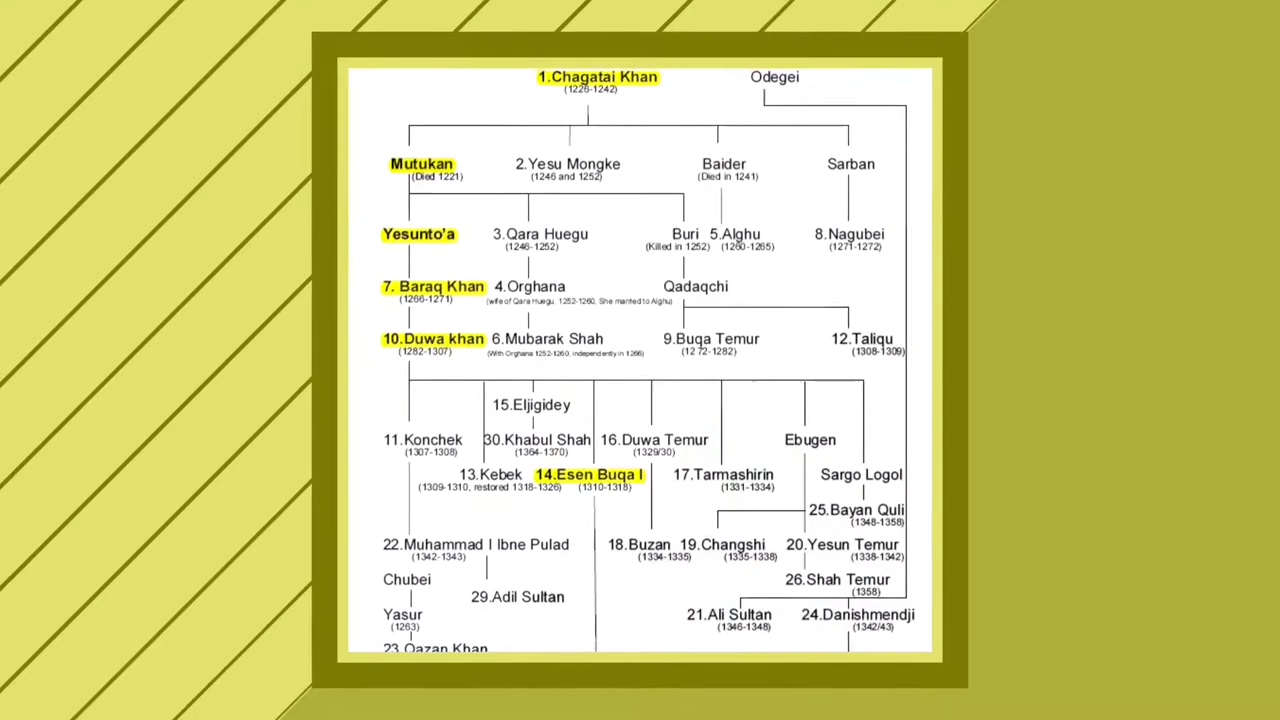 1.Chagatai Khan Odegei
(1226-1242)
Mutukan 2.Yesu Mongke Baider Sarban
(Died 1221) (1246 and 1252) (Died in 1241)
Yesunto'a 3.Qara Huegu Buri 5.Alghu 8.Nagubei
(1246-1252) (Killed in 1252) (1260-1265) (1271-1272)
7. Baraq Khan 4.Orghana Qadaqchi
(1266-1271) (wife of Qara Huegu, 1252-1260, She married to Alghu)
10.Duwa khan 6.Mubarak Shah 9.Buqa Temur 12.Taliqu
(1282-1307) (With Orghana 1252-1260, independently in 1266) (1272-1282) (1308-1309)
15.Eljigidey
11.Konchek 30.Khabul Shah 16.Duwa Temur Ebugen
(1307-1308) (1364-1370) (1329/30)
13.Kebek 14.Esen Buqa I 17.Tarmashirin Sargo Logol
(1309-1310, restored 1318-1326) (1310-1318) (1331-1334)
25.Bayan Quli
(1348-1358)
22.Muhammad I Ibne Pulad 18.Buzan 19.Changshi 20.Yesun Temur
(1342-1343) (1334-1335) (1335-1338) (1338-1342)
Chubei 26.Shah Temur
(1358)
29.Adil Sultan
Yasur 21.Ali Sultan 24.Danishmendji
(1263) (1346-1348) (1342/43)
23.Qazan Khan